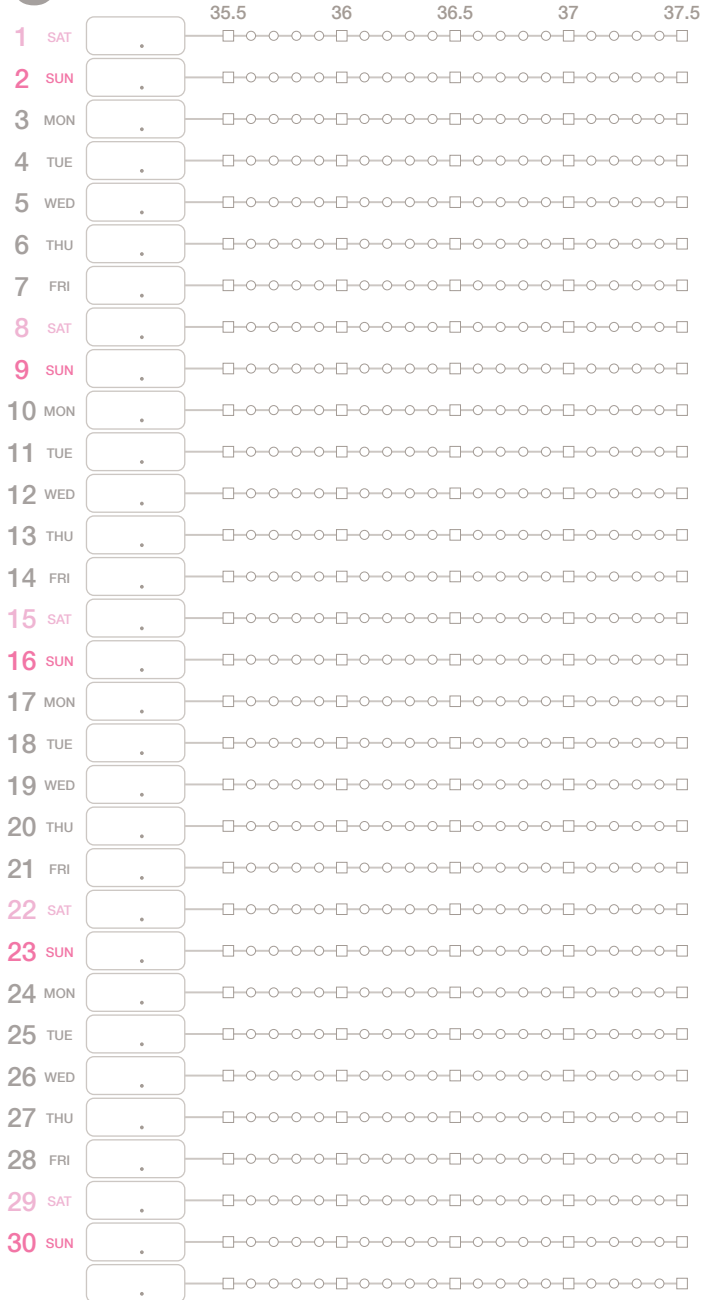 35.5 36 36.5 37 37.5
1 SAT .
2 SUN .
3 MON .
4 TUE .
5 WED .
6 THU .
7 FRI .
8 SAT .
9 SUN .
10 MON .
11 TUE .
12 WED .
13 THU .
14 FRI .
15 SAT .
16 SUN .
17 MON .
18 TUE .
19 WED .
20 THU .
21 FRI .
22 SAT .
23 SUN .
24 MON .
25 TUE .
26 WED .
27 THU .
28 FRI .
29 SAT .
30 SUN .
.